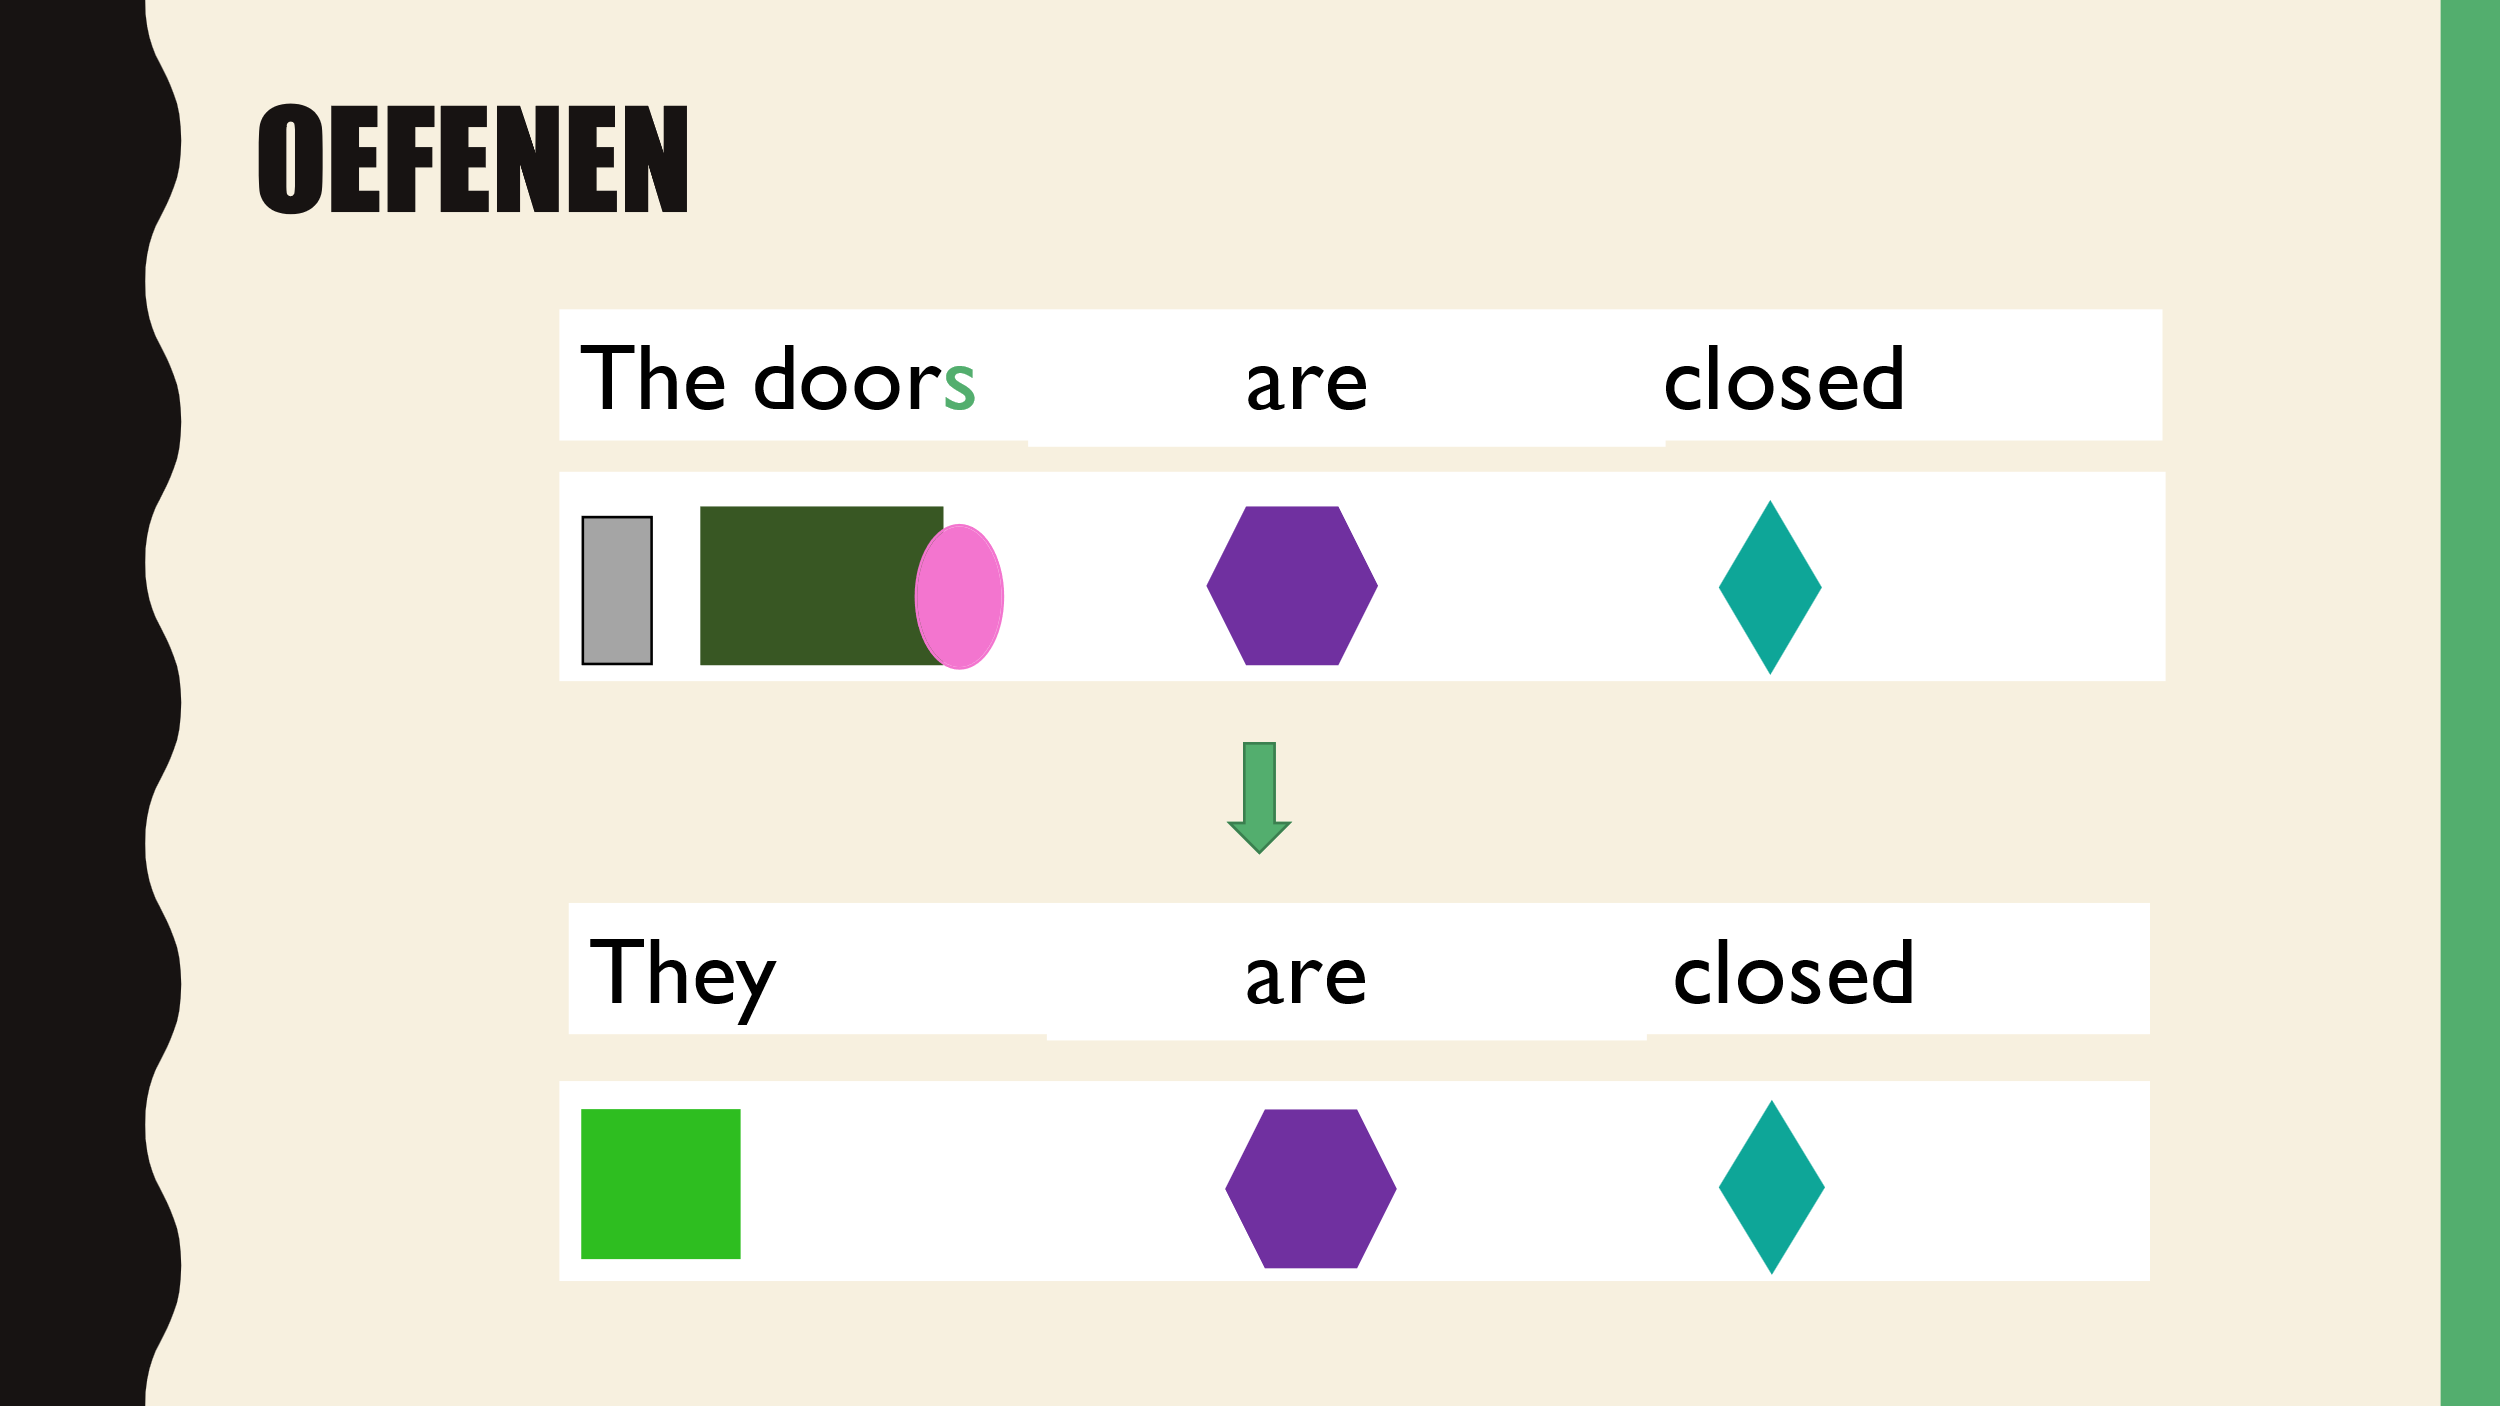 OEFENEN
The doors are closed
They are closed